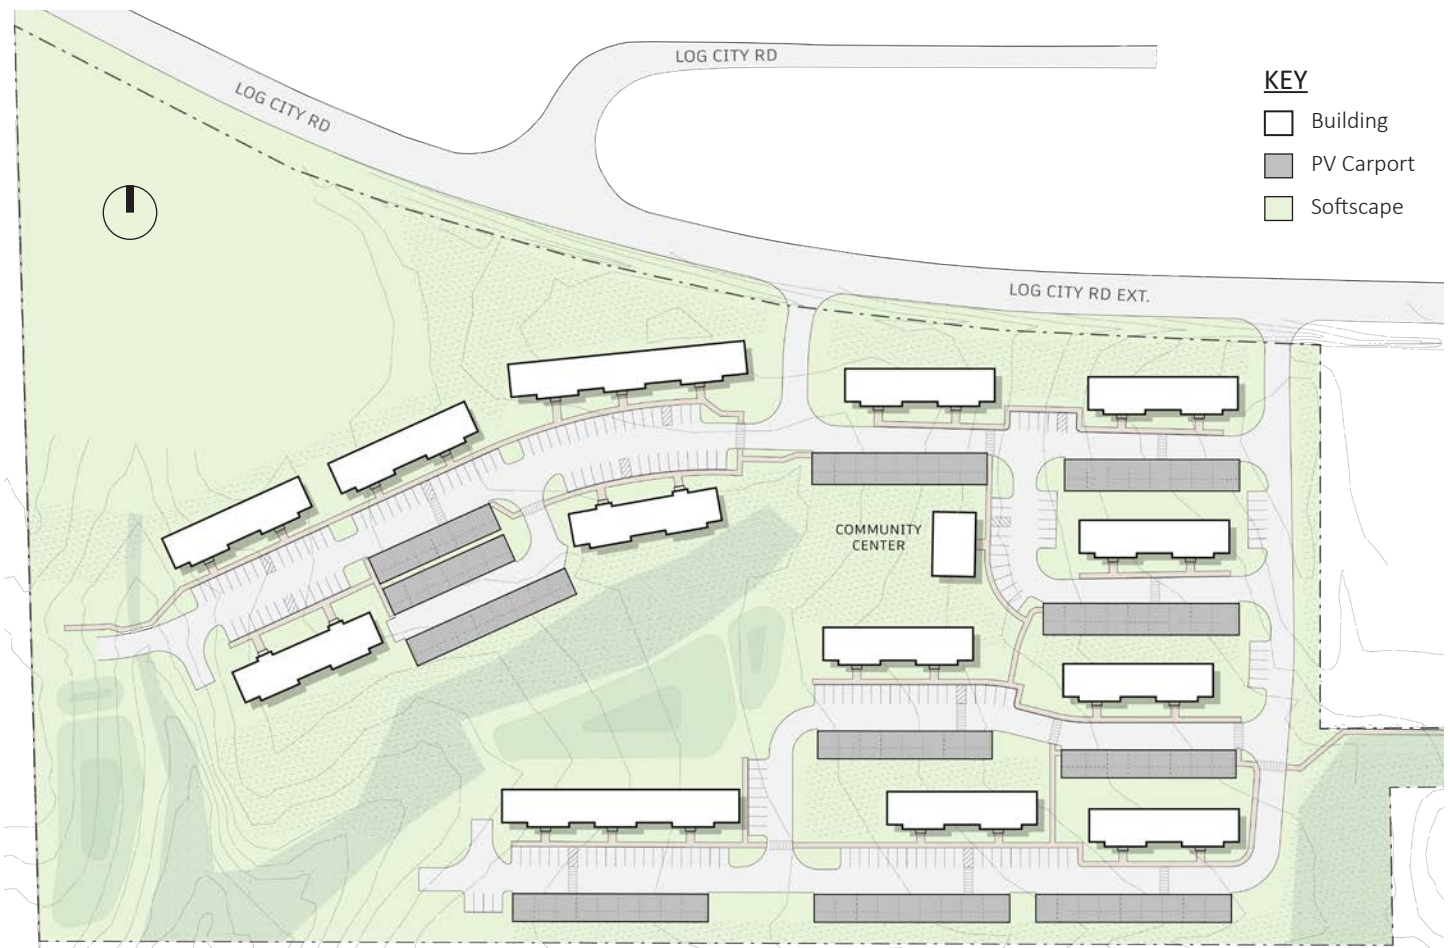 LOG CITY RD
LOG CITY RD
KEY
Building
PV Carport
Softscape
LOG CITY RD EXT.
COMMUNITY
CENTER